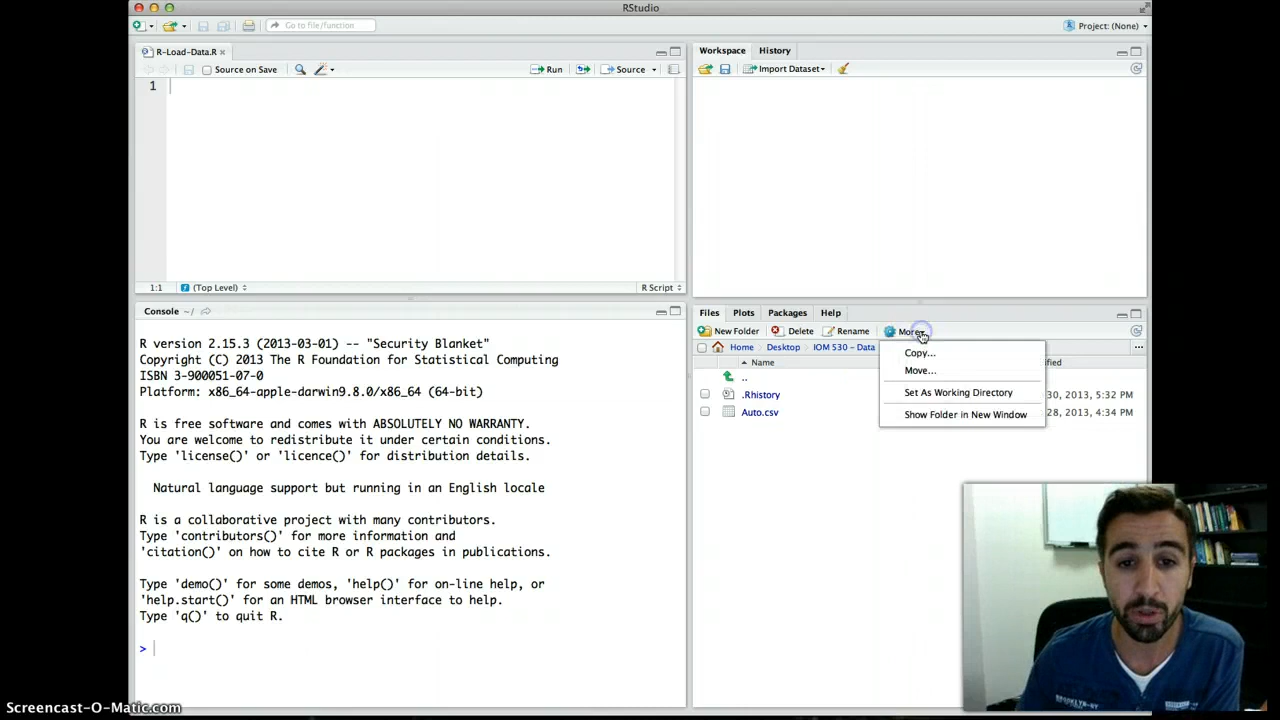 RStudio
Go to file/function
Project: (None)
R-Load-Data.R
Source on Save
Run
Source
1
1:1
(Top Level)
R Script
Workspace
History
Import Dataset
Console ~/
R version 2.15.3 (2013-03-01) -- "Security Blanket"
Copyright (C) 2013 The R Foundation for Statistical Computing
ISBN 3-900051-07-0
Platform: x86_64-apple-darwin9.8.0/x86_64 (64-bit)
R is free software and comes with ABSOLUTELY NO WARRANTY.
You are welcome to redistribute it under certain conditions.
Type 'license()' or 'licence()' for distribution details.
Natural language support but running in an English locale
R is a collaborative project with many contributors.
Type 'contributors()' for more information and
'citation()' on how to cite R or R packages in publications.
Type 'demo()' for some demos, 'help()' for on-line help, or
'help.start()' for an HTML browser interface to help.
Type 'q()' to quit R.
>
Files
Plots
Packages
Help
New Folder
Delete
Rename
More
Home
Desktop
IOM 530 - Data
...
Name
ified
..
.Rhistory
30, 2013, 5:32 PM
Auto.csv
28, 2013, 4:34 PM
Copy...
Move...
Set As Working Directory
Show Folder in New Window
BROOKLYN-NY
Screencast-O-Matic.com